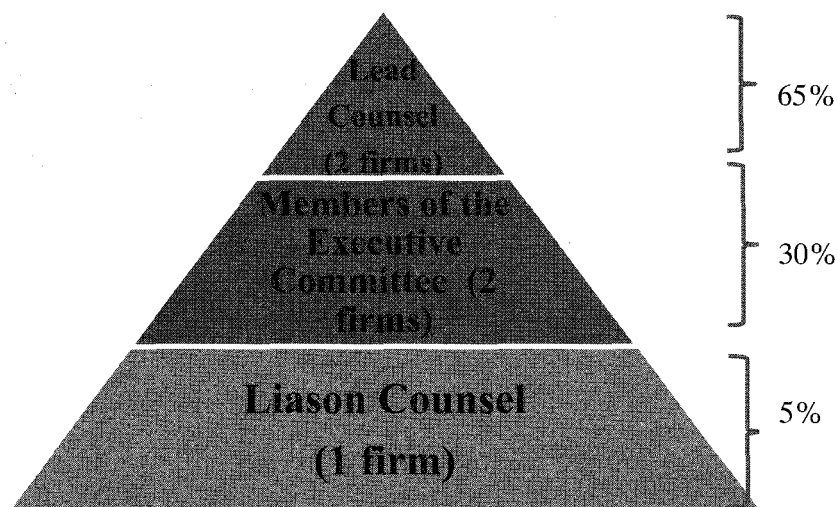 Lead
Counsel
(2 firms)
65%
Members of the
Executive
Committee (2
firms)
30%
Liason Counsel
(1 firm)
5%